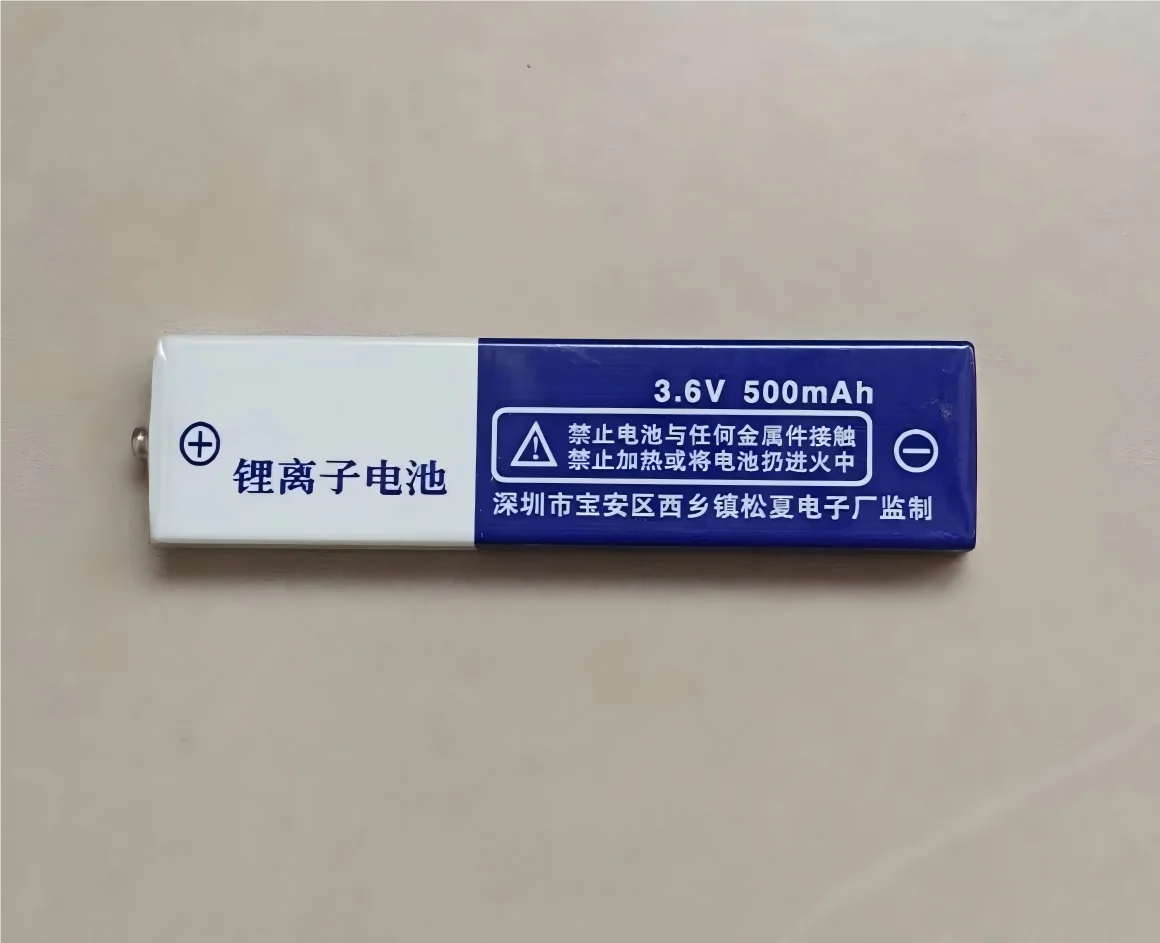 锂离子电池
3.6V 500mAh
禁止电池与任何金属件接触
禁止加热或将电池扔进火中
深圳市宝安区西乡镇松夏电子厂监制